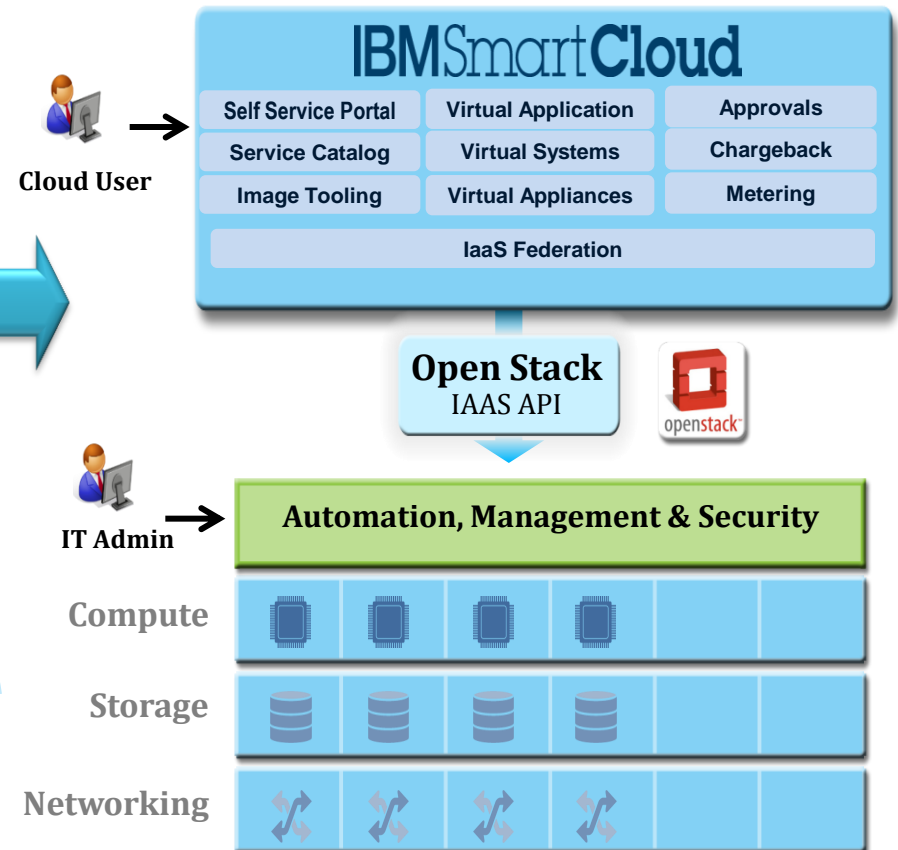 IBMSmartCloud
Self Service Portal
Virtual Application
Approvals
Service Catalog
Virtual Systems
Chargeback
Image Tooling
Virtual Appliances
Metering
IaaS Federation
Cloud User
Open Stack
IAAS API
openstack™
IT Admin
Automation, Management & Security
Compute
Storage
Networking